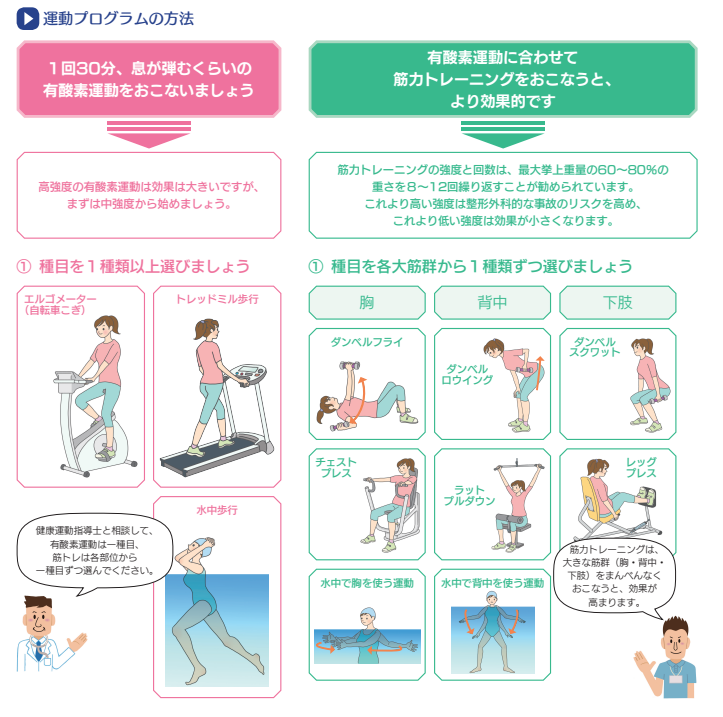 運動プログラムの方法
1回30分、息が弾むくらいの
有酸素運動をおこないましょう
高強度の有酸素運動は効果は大きいですが、
まずは中強度から始めましょう。
① 種目を1種類以上選びましょう
エルゴメーター
（自転車こぎ）
トレッドミル歩行
水中歩行
健康運動指導士と相談して、
有酸素運動は一種目、
筋トレは各部位から
一種目ずつ選んでください。
有酸素運動に合わせて
筋力トレーニングをおこなうと、
より効果的です
筋力トレーニングの強度と回数は、最大挙上重量の60〜80%の
重さを8〜12回繰り返すことが勧められています。
これより高い強度は整形外科的な事故のリスクを高め、
これより低い強度は効果が小さくなります。
① 種目を各大筋群から1種類ずつ選びましょう
胸
背中
下肢
ダンベルフライ
ダンベル
ロウイング
ダンベル
スクワット
チェスト
プレス
ラット
プルダウン
レッグ
プレス
水中で胸を使う運動
水中で背中を使う運動
筋力トレーニングは、
大きな筋群（胸・背中・
下肢）をまんべんなく
おこなうと、効果が
高まります。